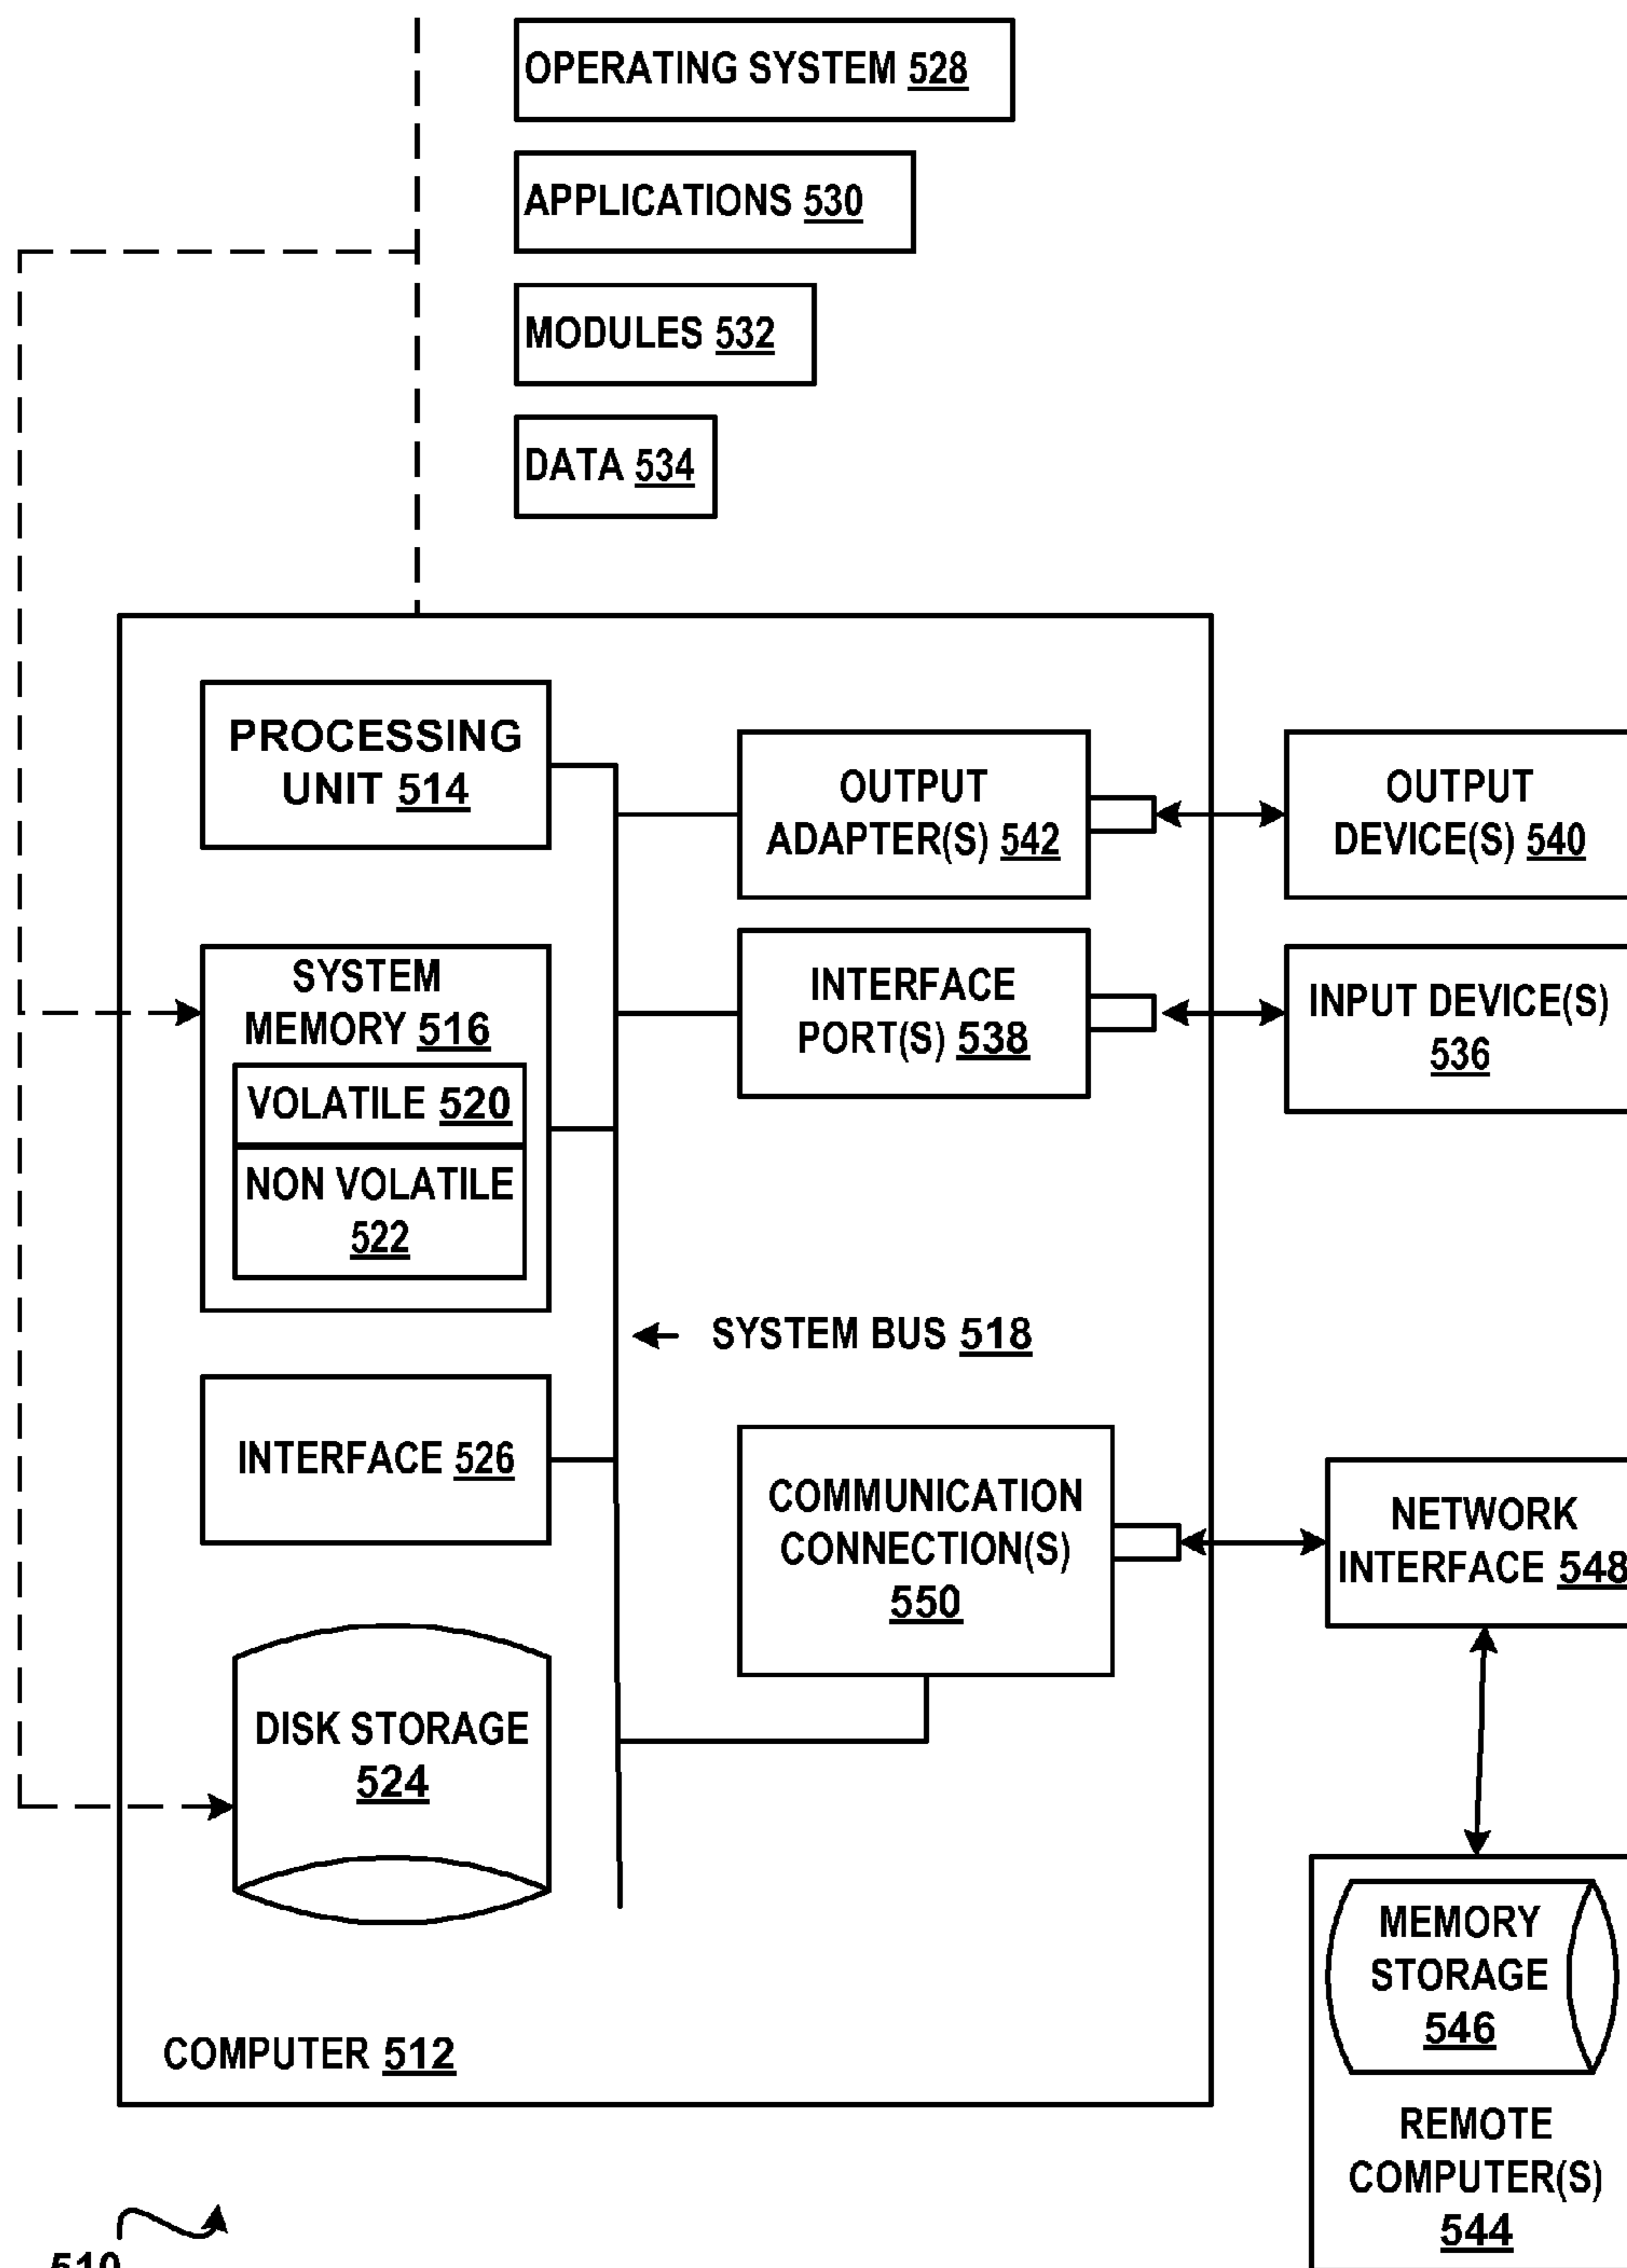 OPERATING SYSTEM 528
APPLICATIONS 530
MODULES 532
DATA 534
PROCESSING
UNIT 514
OUTPUT
ADAPTER(S) 542
OUTPUT
DEVICE(S) 540
SYSTEM
MEMORY 516
VOLATILE 520
NON VOLATILE
522
INTERFACE
PORT(S) 538
INPUT DEVICE(S)
536
SYSTEM BUS 518
INTERFACE 526
COMMUNICATION
CONNECTION(S)
550
NETWORK
INTERFACE 548
DISK STORAGE
524
MEMORY
STORAGE
546
REMOTE
COMPUTER(S)
544
COMPUTER 512
510